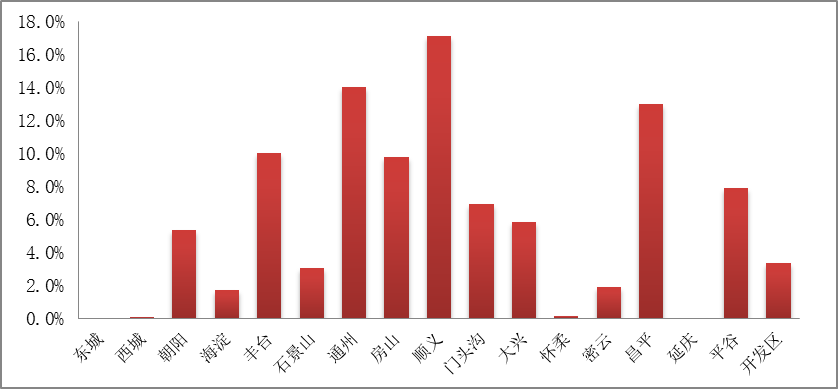 18.0%
16.0%
14.0%
12.0%
10.0%
8.0%
6.0%
4.0%
2.0%
0.0%
东城
西城
朝阳
海淀
丰台
石景山
通州
房山
顺义
门头沟
大兴
怀柔
密云
昌平
延庆
平谷
开发区